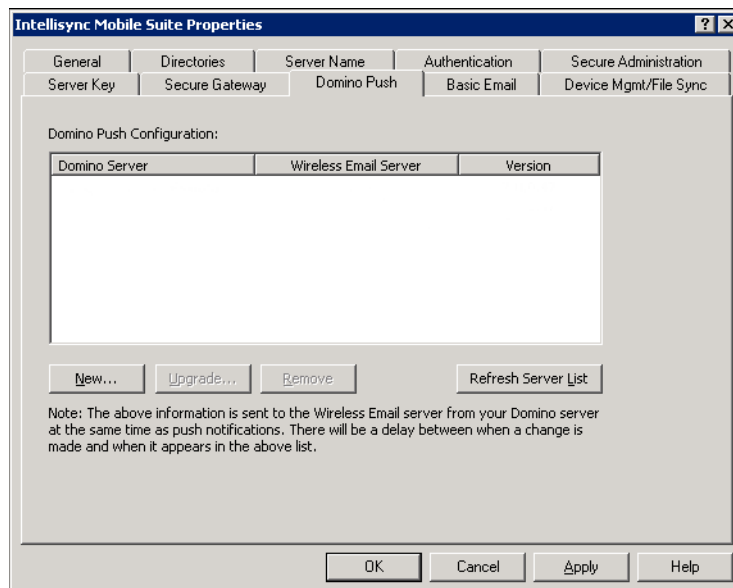 Intellisync Mobile Suite Properties
General Directories Server Name Authentication Secure Administration
Server Key Secure Gateway Domino Push Basic Email Device Mgmt/File Sync
Domino Push Configuration:
Domino Server Wireless Email Server Version
New... Upgrade... Remove Refresh Server List
Note: The above information is sent to the Wireless Email server from your Domino server
at the same time as push notifications. There will be a delay between when a change is
made and when it appears in the above list.
OK Cancel Apply Help